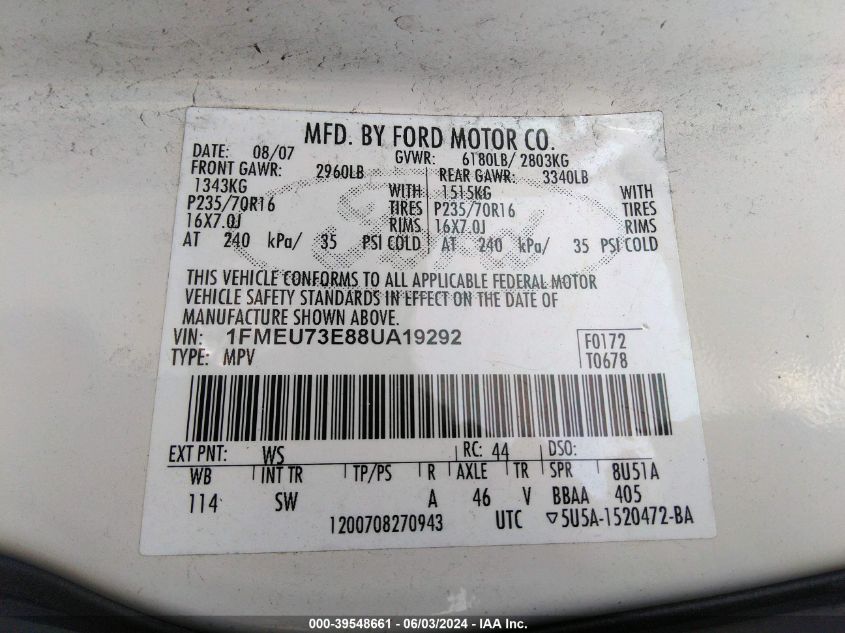 MFD. BY FORD MOTOR CO.
DATE: 08/07 GVWR: 6180LB/ 2803KG
FRONT GAWR: 2960LB REAR GAWR: 3340LB
1343KG WITH 1515KG WITH
P235/70R16 TIRES P235/70R16 TIRES
16X7.0J RIMS 16X7.0J RIMS
AT 240 kPa/ 35 PSI COLD AT 240 kPa/ 35 PSI COLD
Ford
THIS VEHICLE CONFORMS TO ALL APPLICABLE FEDERAL MOTOR
VEHICLE SAFETY STANDARDS IN EFFECT ON THE DATE OF
MANUFACTURE SHOWN ABOVE.
VIN: 1FMEU73E88UA19292 F0172
TYPE: MPV T0678
EXT PNT: WS RC: 44 DSO:
WB INT TR TP/PS R AXLE TR SPR 8U51A
114 SW A 46 V BBAA 405
1200708270943 UTC ▽5U5A-1520472-BA
000-39548661 - 06/03/2024 - IAA Inc.